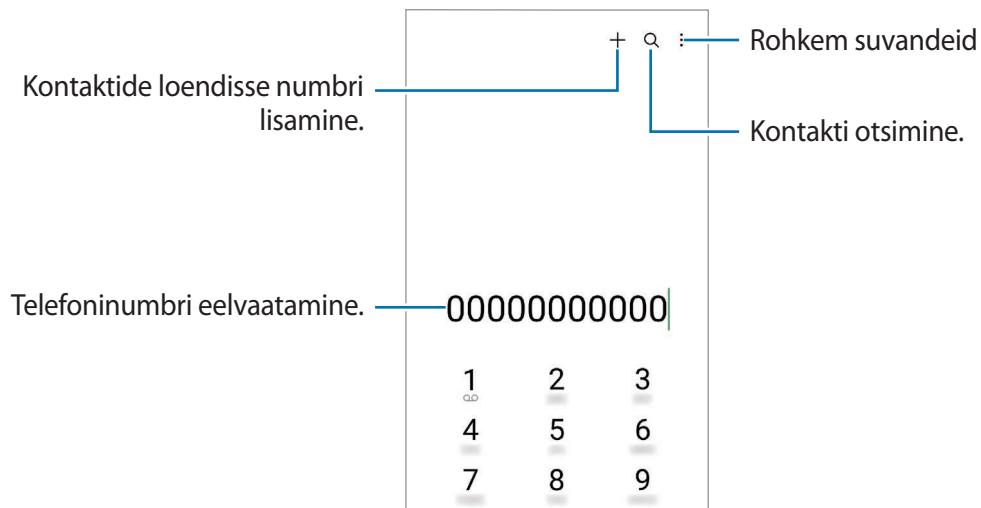 Rohkem suvandeid
Kontaktide loendisse numbri
lisamine.
Kontakti otsimine.
Telefoninumbri eelvaatamine.
00000000000
1 2 3
4 5 6
7 8 9